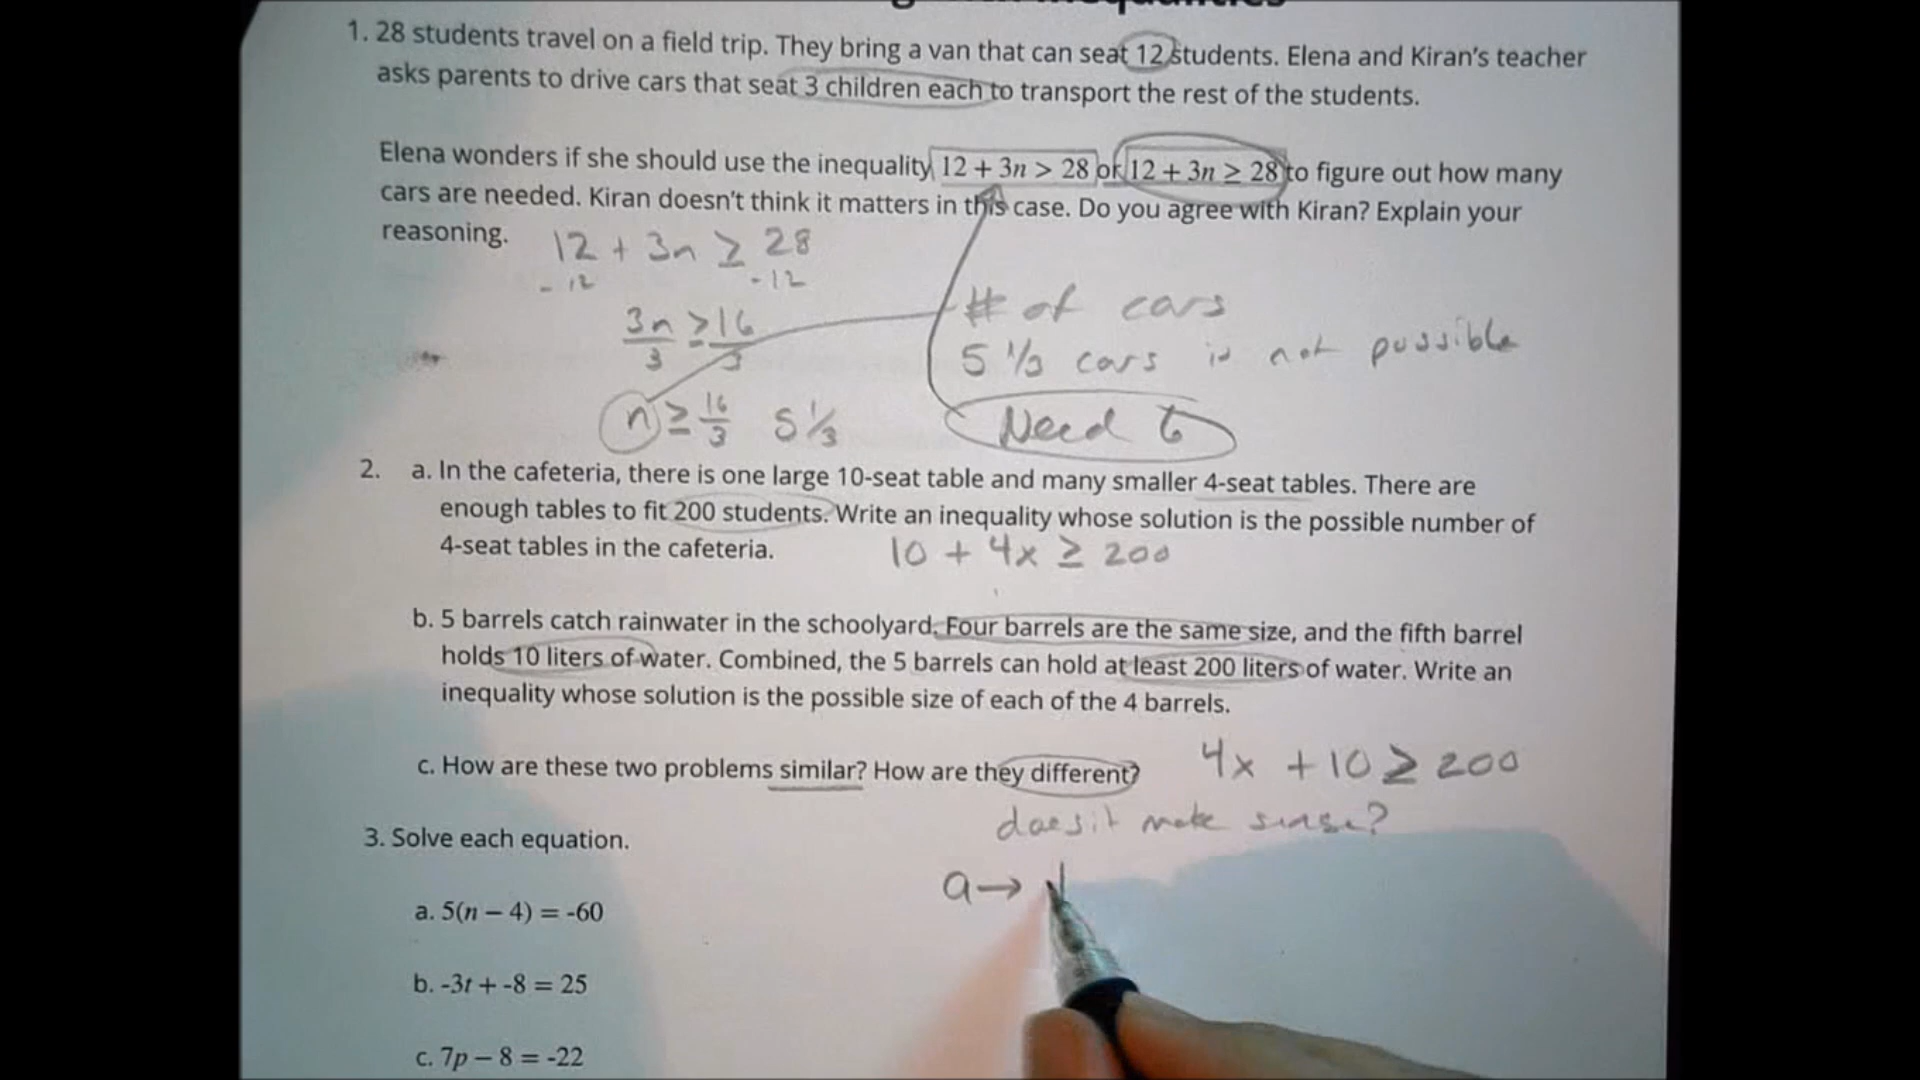 1. 28 students travel on a field trip. They bring a van that can seat 12 students. Elena and Kiran's teacher
asks parents to drive cars that seat 3 children each to transport the rest of the students.
Elena wonders if she should use the inequality 12 + 3n > 28 or 12 + 3n ≥ 28 to figure out how many
cars are needed. Kiran doesn't think it matters in this case. Do you agree with Kiran? Explain your
reasoning.
12 + 3n ≥ 28
- 12 - 12
# of cars
3n/3 ≥ 16/3
5 1/3 cars is not possible
n ≥ 16/3 5 1/3
Need to
2. a. In the cafeteria, there is one large 10-seat table and many smaller 4-seat tables. There are
enough tables to fit 200 students. Write an inequality whose solution is the possible number of
4-seat tables in the cafeteria.
10 + 4x ≥ 200
b. 5 barrels catch rainwater in the schoolyard. Four barrels are the same size, and the fifth barrel
holds 10 liters of water. Combined, the 5 barrels can hold at least 200 liters of water. Write an
inequality whose solution is the possible size of each of the 4 barrels.
4x + 10 ≥ 200
c. How are these two problems similar? How are they different?
does it make sense?
3. Solve each equation.
a →
a. 5(n – 4) = -60
b. -3t + -8 = 25
c. 7p – 8 = -22